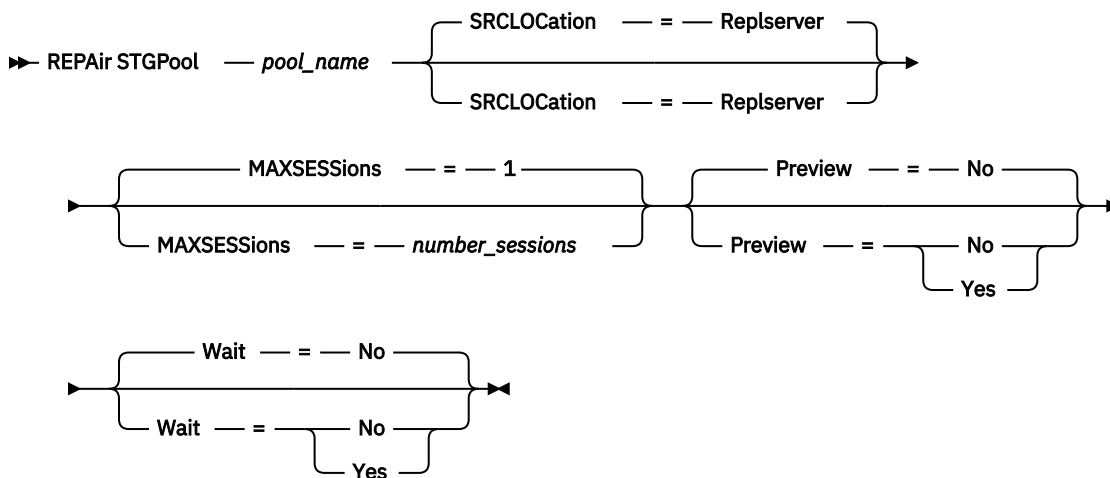 SRCLOCation = Replserver
REPAir STGPool pool_name
SRCLOCation = Replserver
MAXSESSions = 1 Preview = No
MAXSESSions = number_sessions Preview = No
Yes
Wait = No
Wait = No
Yes